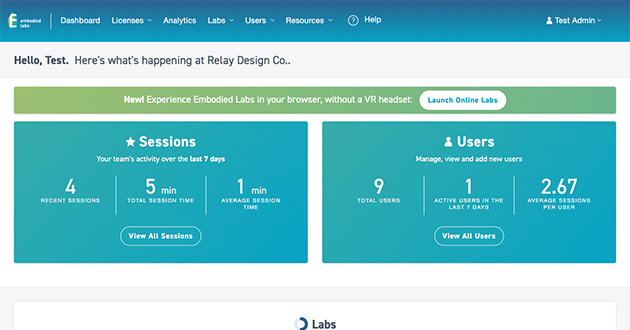 embodied labs
Dashboard Licenses Analytics Labs Users Resources ? Help Test Admin
Hello, Test. Here's what's happening at Relay Design Co..
New! Experience Embodied Labs in your browser, without a VR headset: Launch Online Labs
Sessions
Your team's activity over the last 7 days
4 5 min 1 min
RECENT SESSIONS TOTAL SESSION TIME AVERAGE SESSION TIME
View All Sessions
Users
Manage, view and add new users
9 1 2.67
TOTAL USERS ACTIVE USERS IN THE LAST 7 DAYS AVERAGE SESSIONS PER USER
View All Users
Labs